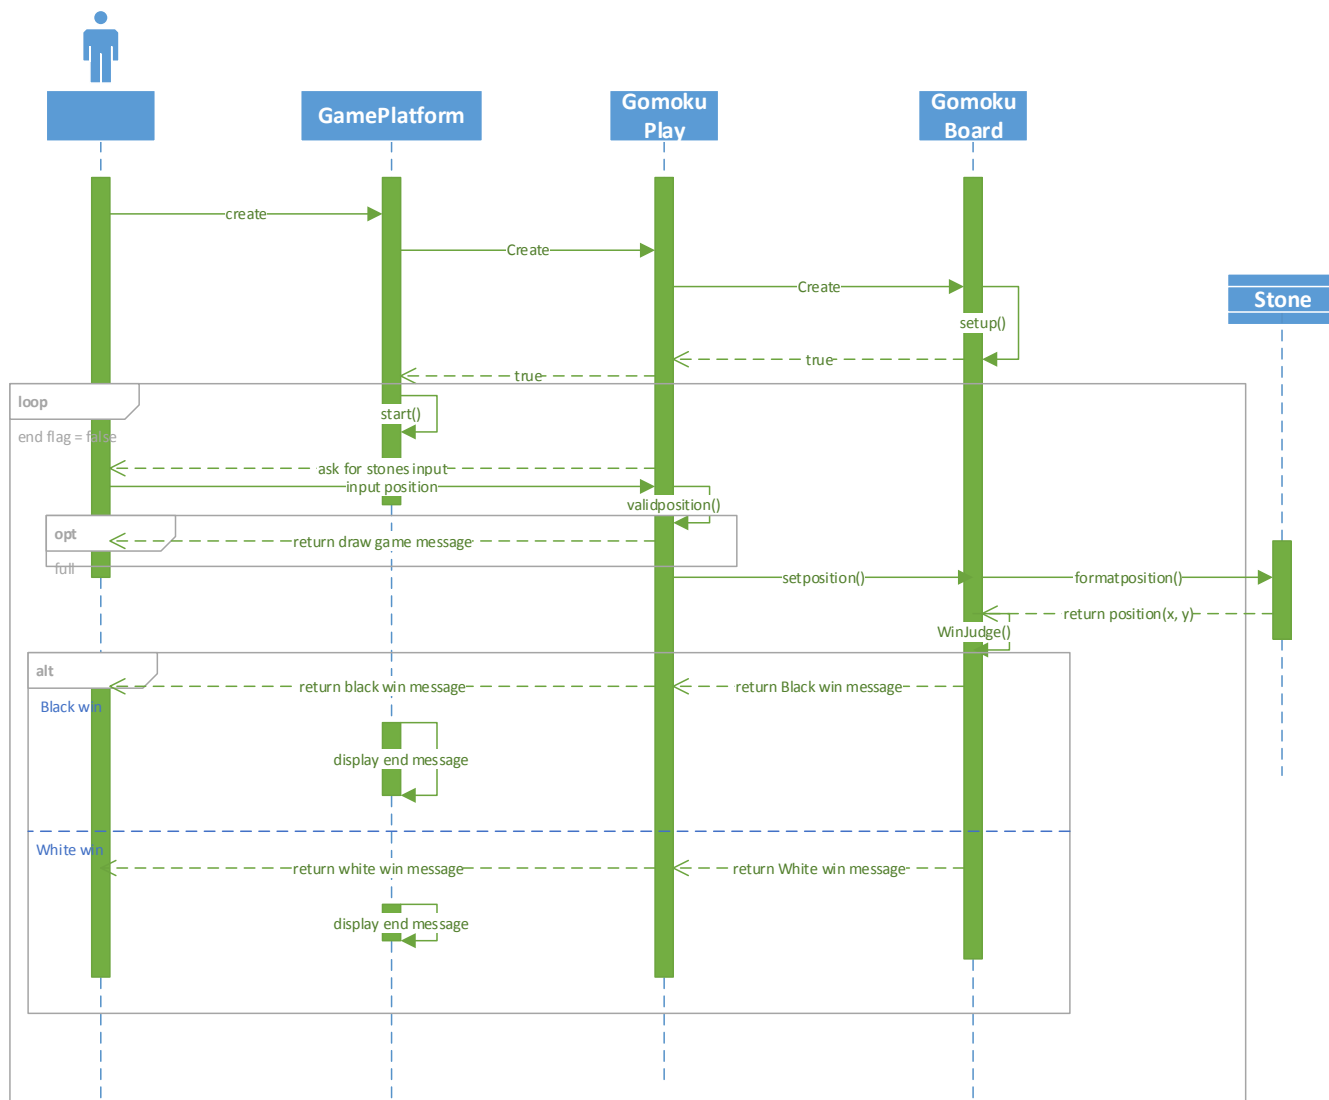 GamePlatform
Gomoku
Play
Gomoku
Board
create
Create
Create
Stone
setup()
true
true
loop
start()
end flag = false
ask for stones input
input position
validposition()
opt
return draw game message
full
setposition()
formatposition()
return position(x, y)
WinJudge()
alt
return black win message
return Black win message
Black win
display end message
White win
return white win message
return White win message
display end message